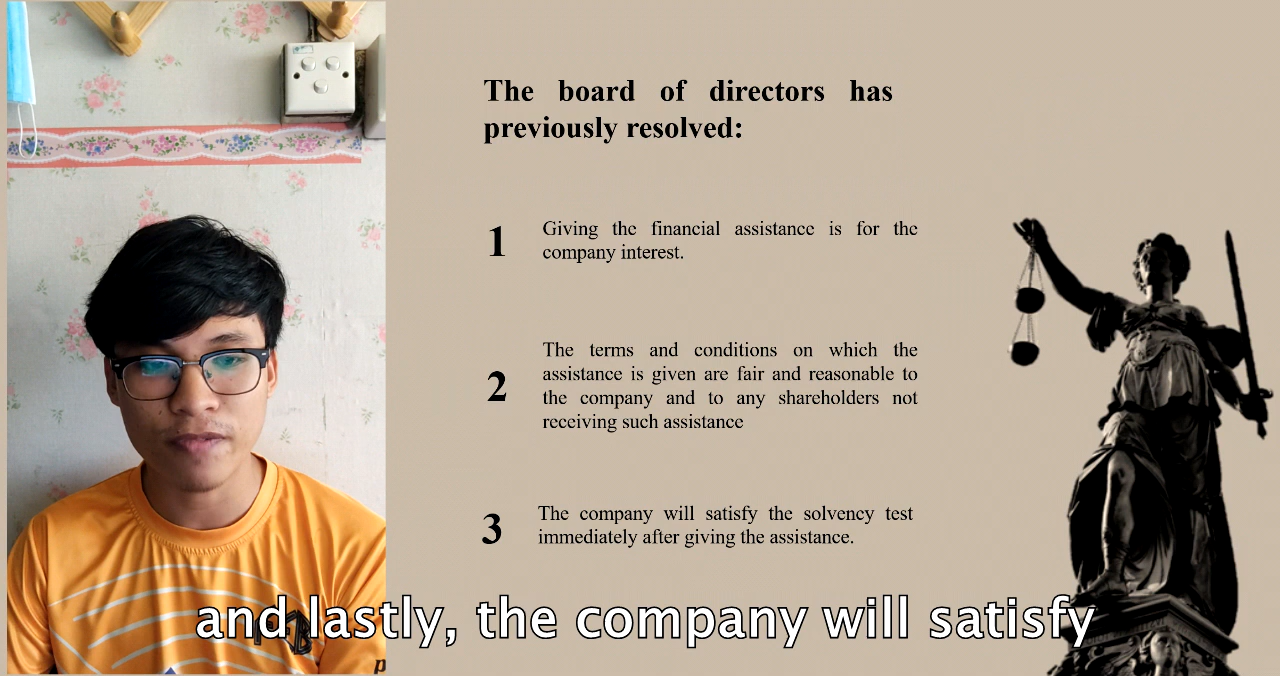 The board of directors has
previously resolved:
1
Giving the financial assistance is for the
company interest.
2
The terms and conditions on which the
assistance is given are fair and reasonable to
the company and to any shareholders not
receiving such assistance
3
The company will satisfy the solvency test
immediately after giving the assistance.
and lastly, the company will satisfy